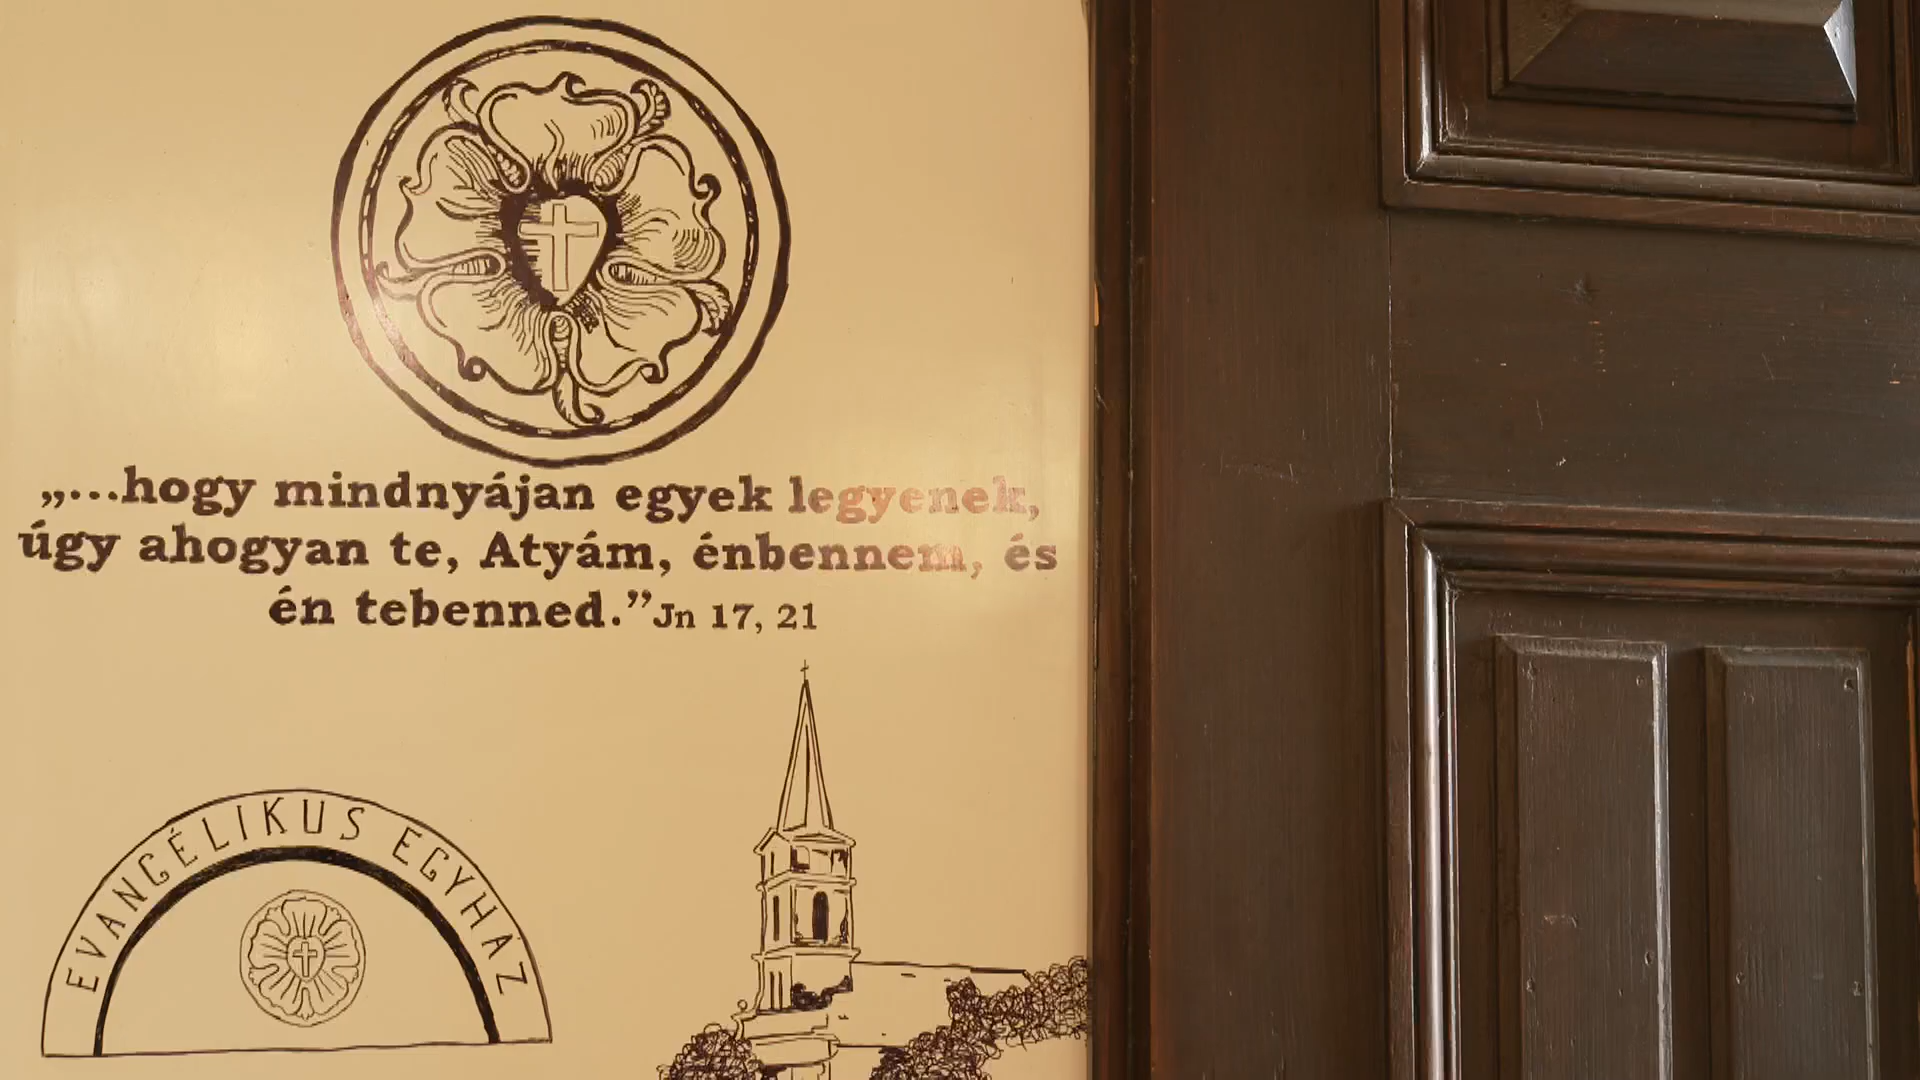 „...hogy mindnyájan egyek legyenek,
úgy ahogyan te, Atyám, énbennem, és
én tebenned.” Jn 17, 21
EVANGÉLIKUS EGYHÁZ